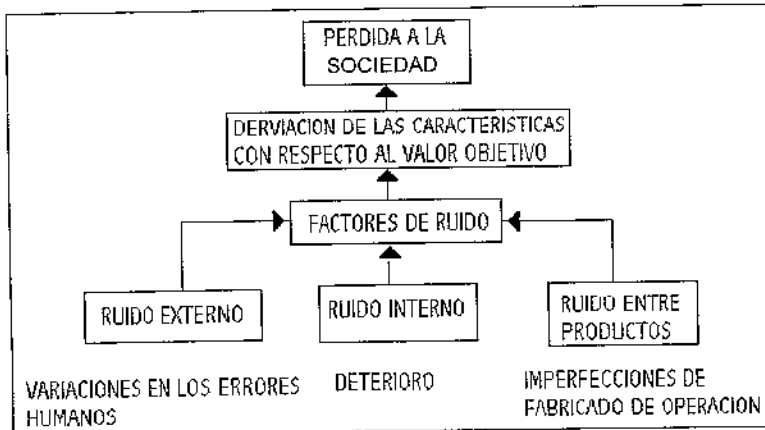 PERDIDA A LA
SOCIEDAD
DERVIACION DE LAS CARACTERISTICAS
CON RESPECTO AL VALOR OBJETIVO
FACTORES DE RUIDO
RUIDO EXTERNO
RUIDO INTERNO
RUIDO ENTRE
PRODUCTOS
VARIACIONES EN LOS ERRORES
HUMANOS
DETERIORO
IMPERFECCIONES DE
FABRICADO DE OPERACION